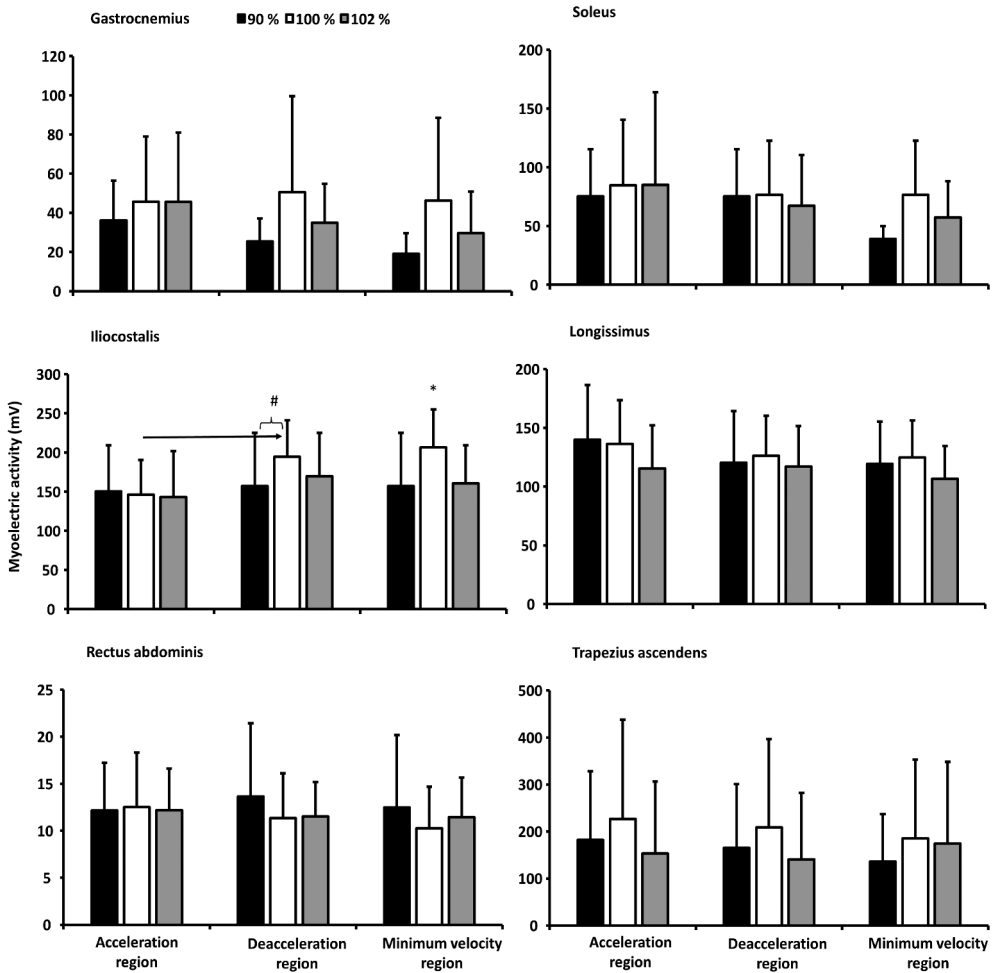 Gastrocnemius
90 % 100 % 102 %
120
100
80
60
40
20
0
Soleus
200
150
100
50
0
Myoelectric activity (mV)
Iliocostalis
300
250
200
150
100
50
0
#
*
Longissimus
200
150
100
50
0
Rectus abdominis
25
20
15
10
5
0
Acceleration
region
Deacceleration
region
Minimum velocity
region
Trapezius ascendens
500
400
300
200
100
0
Acceleration
region
Deacceleration
region
Minimum velocity
region